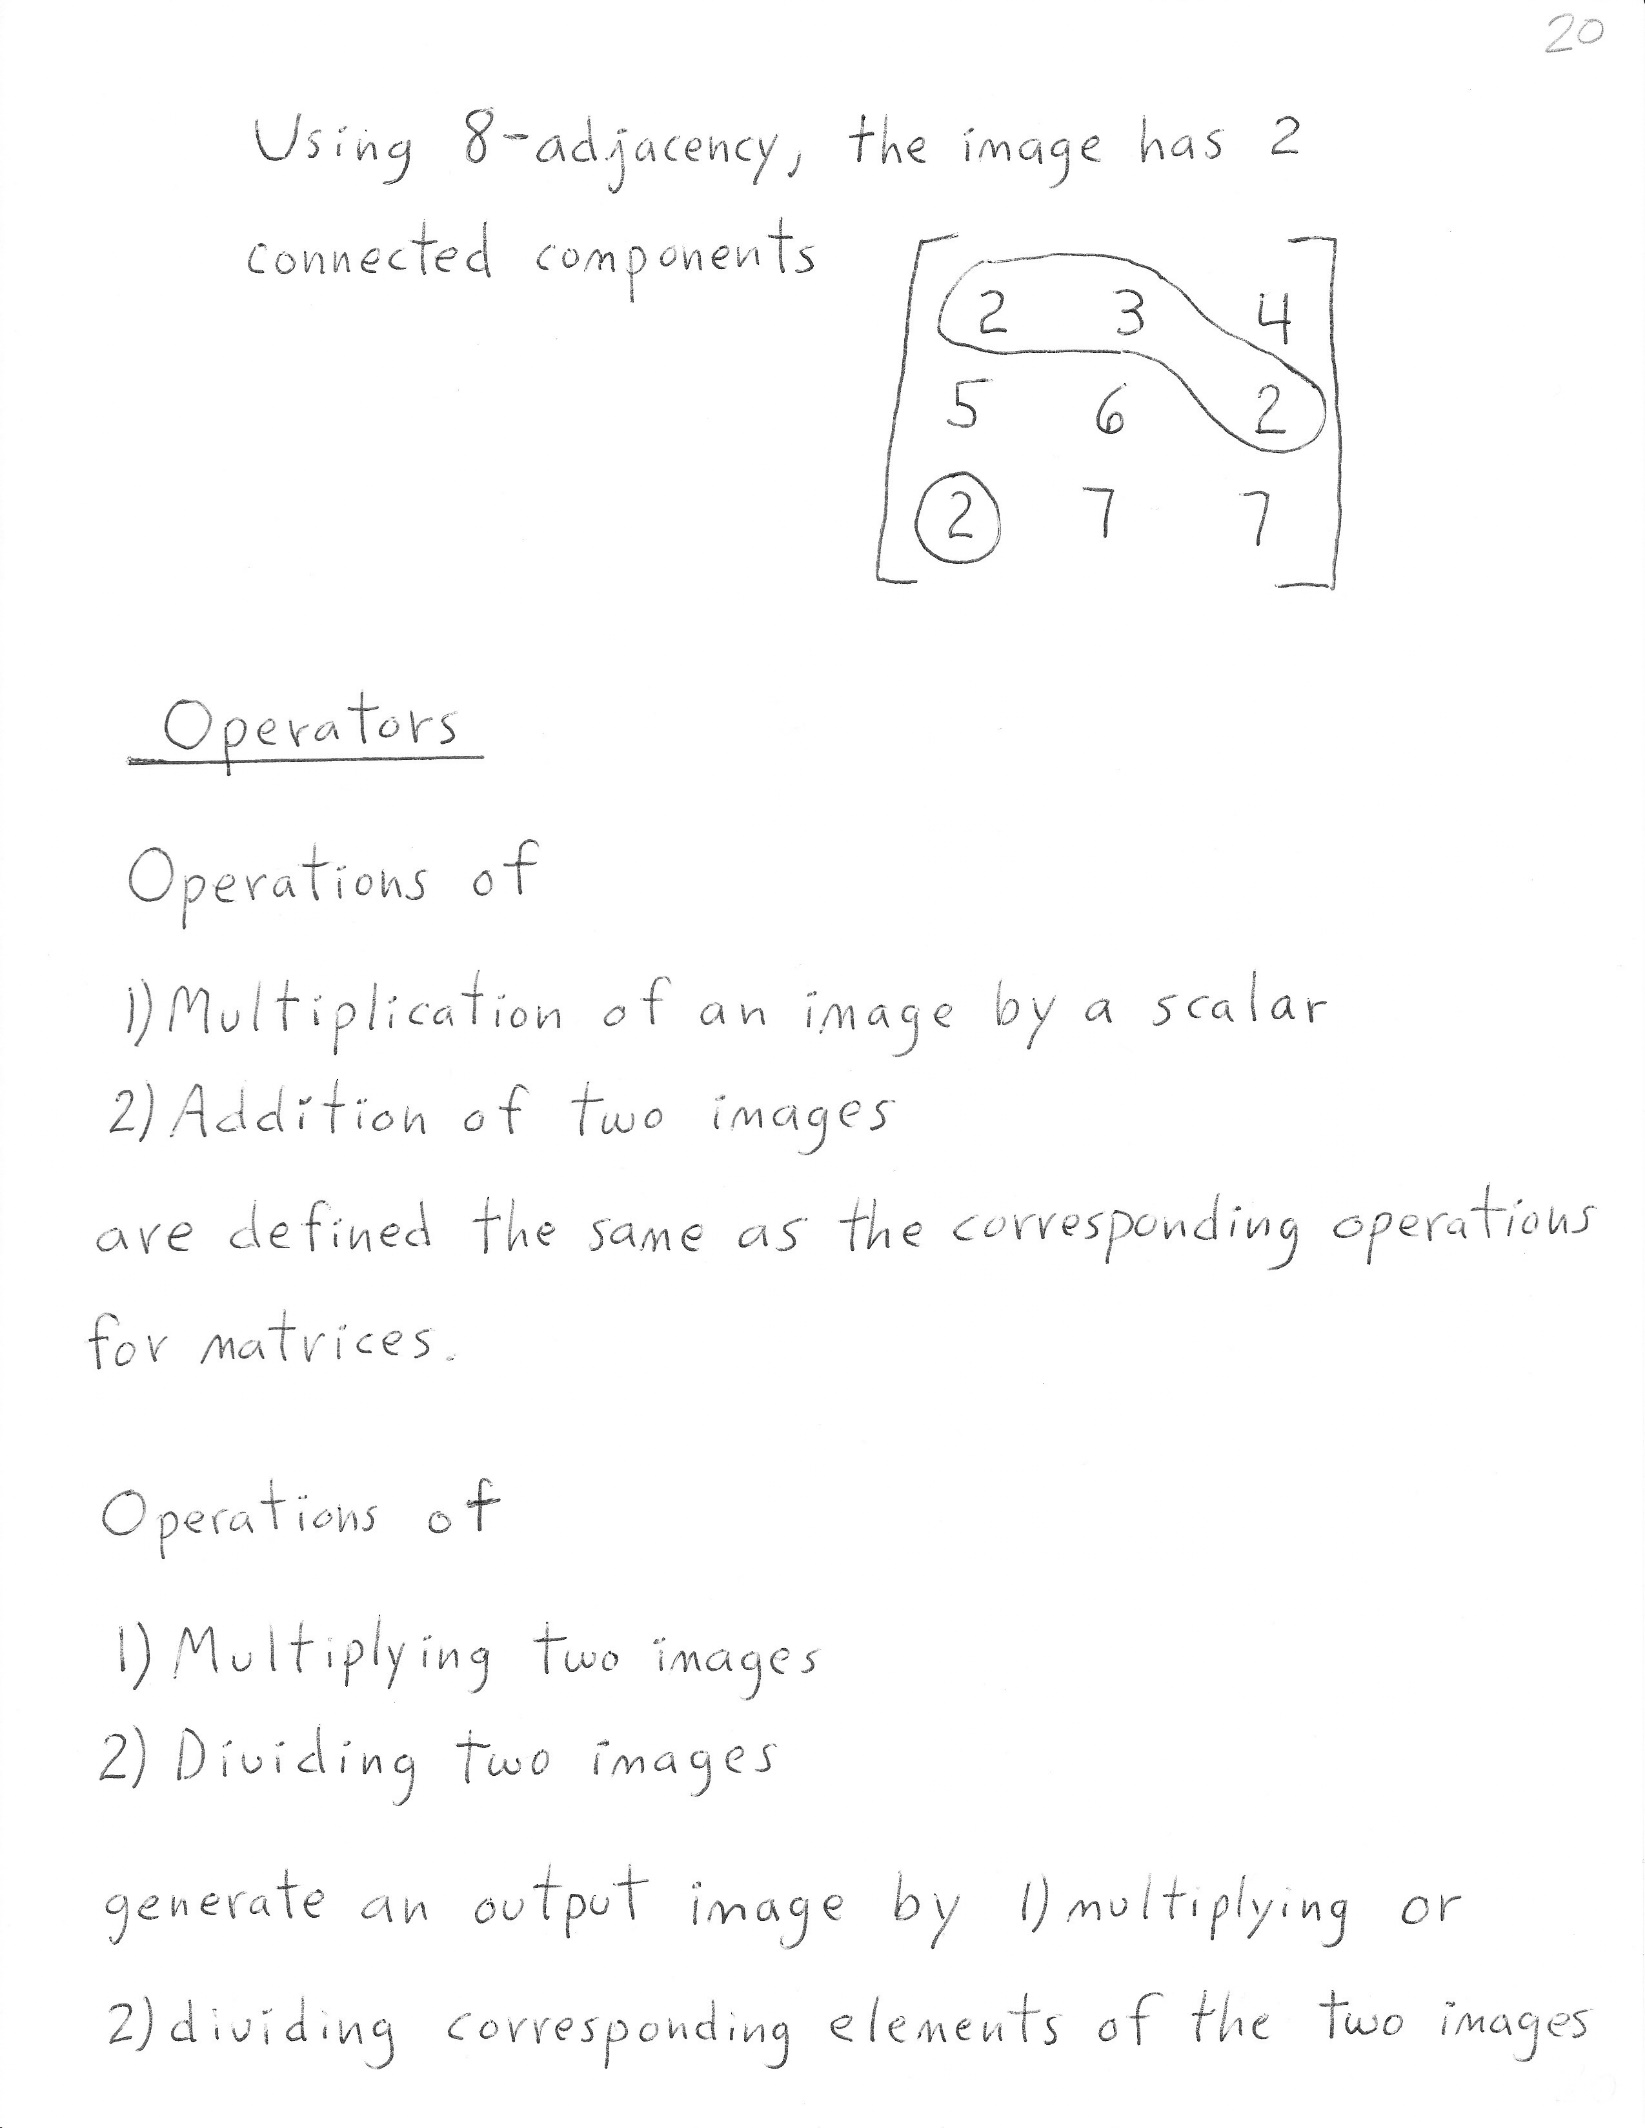 20
Using 8-adjacency, the image has 2
connected components
2 3 4
5 6 2
2 7 7
Operators
Operations of
1) Multiplication of an image by a scalar
2) Addition of two images
are defined the same as the corresponding operations
for matrices.
Operations of
1) Multiplying two images
2) Dividing two images
generate an output image by 1) multiplying or
2) dividing corresponding elements of the two images